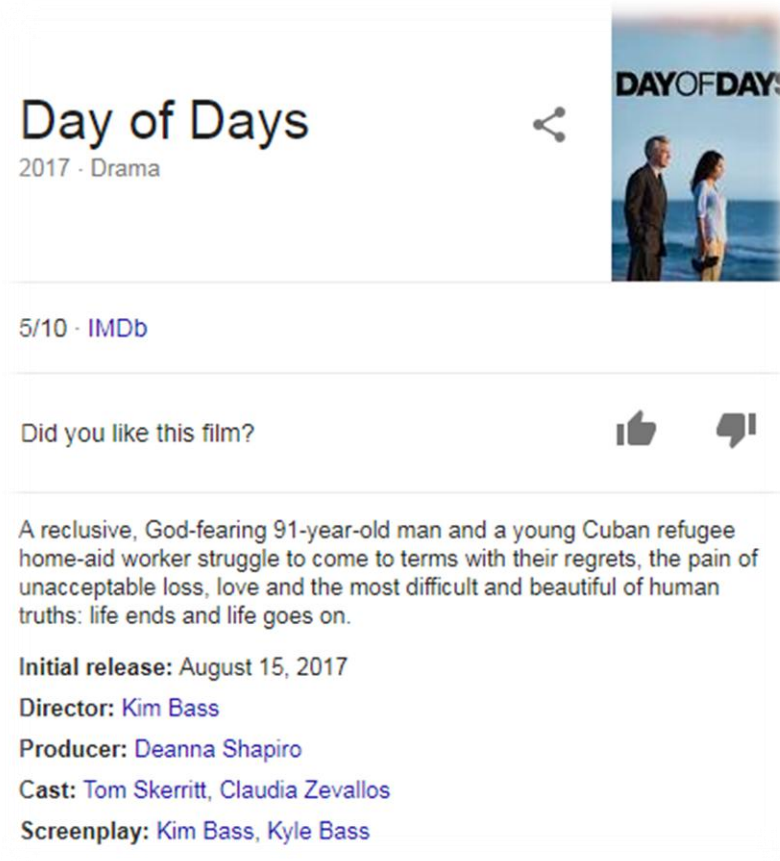 DAYOFDAYS
Day of Days
2017 · Drama
5/10 · IMDb
Did you like this film?
A reclusive, God-fearing 91-year-old man and a young Cuban refugee
home-aid worker struggle to come to terms with their regrets, the pain of
unacceptable loss, love and the most difficult and beautiful of human
truths: life ends and life goes on.
Initial release: August 15, 2017
Director: Kim Bass
Producer: Deanna Shapiro
Cast: Tom Skerritt, Claudia Zevallos
Screenplay: Kim Bass, Kyle Bass